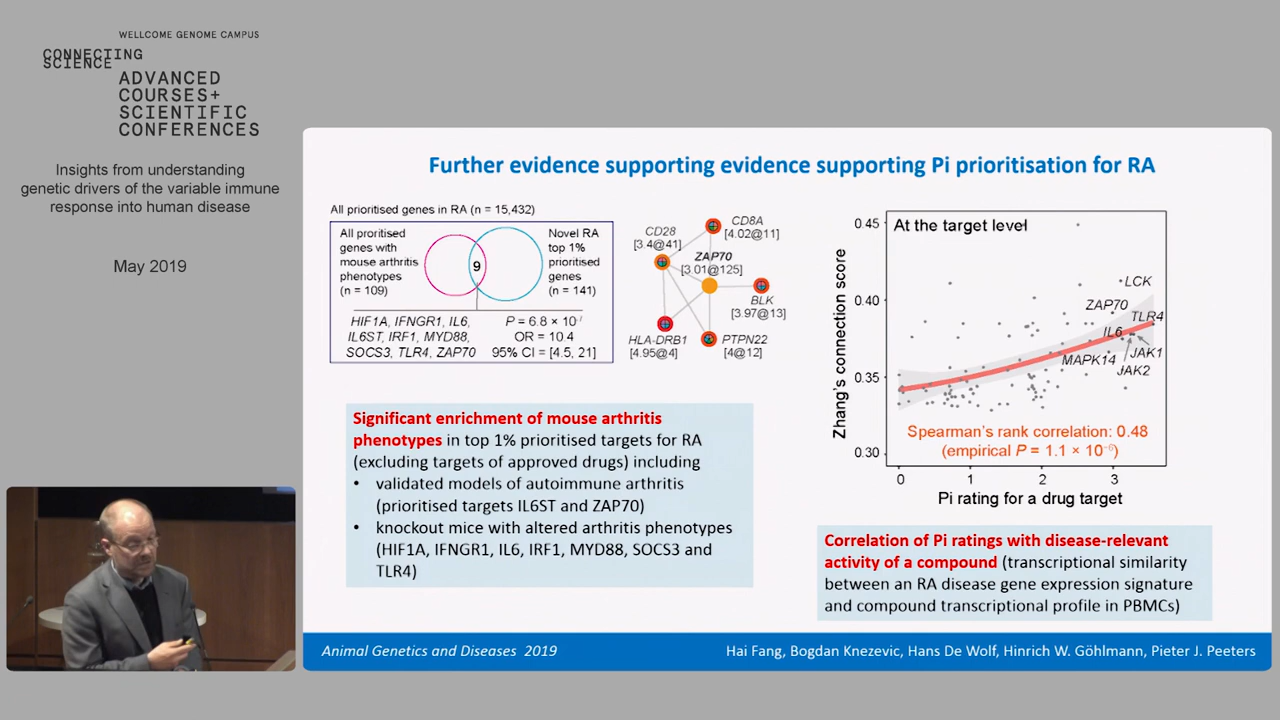 WELLCOME GENOME CAMPUS
CONNECTING
SCIENCE
ADVANCED
COURSES+
SCIENTIFIC
CONFERENCES
Insights from understanding
genetic drivers of the variable immune
response into human disease
May 2019
Further evidence supporting evidence supporting Pi prioritisation for RA
All prioritised genes in RA (n = 15,432)
All proritised
genes with
mouse arthritis
phenotypes
(n = 109)
9
Novel RA
top 1%
prioritised
genes
(n = 141)
HIF1A, IFNGR1, IL6,
IL6ST, IRF1, MYD88,
SOCS3, TLR4, ZAP70
P = 6.8 × 10
OR = 10.4
95% CI = [4.5, 21]
CD8A
[4.02@11]
CD28
[3.4@41]
ZAP70
[3.01@125]
BLK
[3.97@13]
HLA-DRB1
[4.95@4]
PTPN22
[4@12]
At the target level
Zhang's connection score
0.45
0.40
0.35
0.30
LCK
ZAP70
TLR4
IL6
JAK1
MAPK14
JAK2
Spearman's rank correlation: 0.48
(empirical P = 1.1 × 10
0
1
2
3
Pi rating for a drug target
Significant enrichment of mouse arthritis
phenotypes in top 1% prioritised targets for RA
(excluding targets of approved drugs) including
• validated models of autoimmune arthritis
(prioritised targets IL6ST and ZAP70)
• knockout mice with altered arthritis phenotypes
(HIF1A, IFNGR1, IL6, IRF1, MYD88, SOCS3 and
TLR4)
Correlation of Pi ratings with disease-relevant
activity of a compound (transcriptional similarity
between an RA disease gene expression signature
and compound transcriptional profile in PBMCs)
Animal Genetics and Diseases 2019
Hai Fang, Bogdan Knezevic, Hans De Wolf, Hinrich W. Göhlmann, Pieter J. Peeters